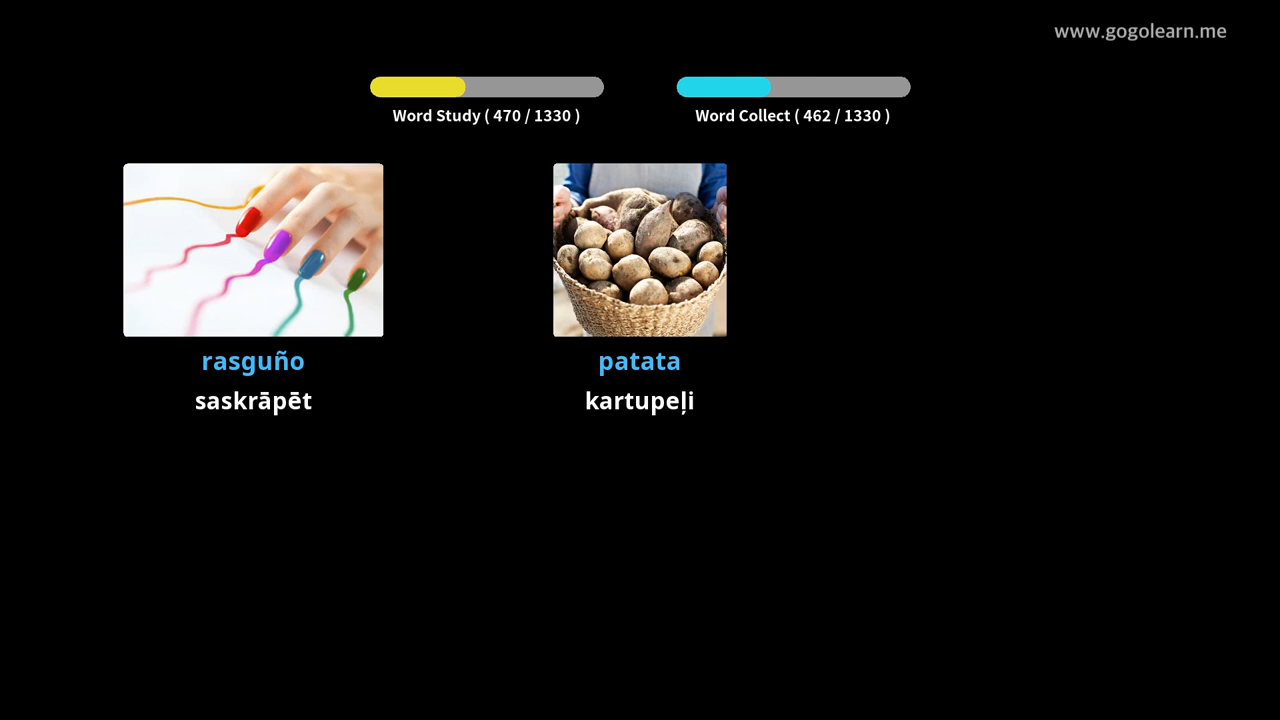 www.gogolearn.me
Word Study ( 470 / 1330 )
Word Collect ( 462 / 1330 )
rasguño
saskrāpēt
patata
kartupeļi